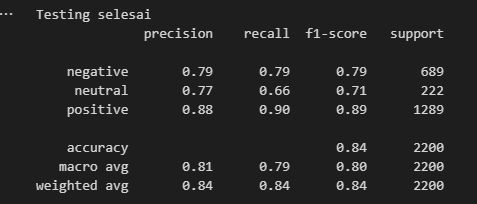 ... Testing selesai
precision recall f1-score support
negative 0.79 0.79 0.79 689
neutral 0.77 0.66 0.71 222
positive 0.88 0.90 0.89 1289
accuracy 0.84 2200
macro avg 0.81 0.79 0.80 2200
weighted avg 0.84 0.84 0.84 2200